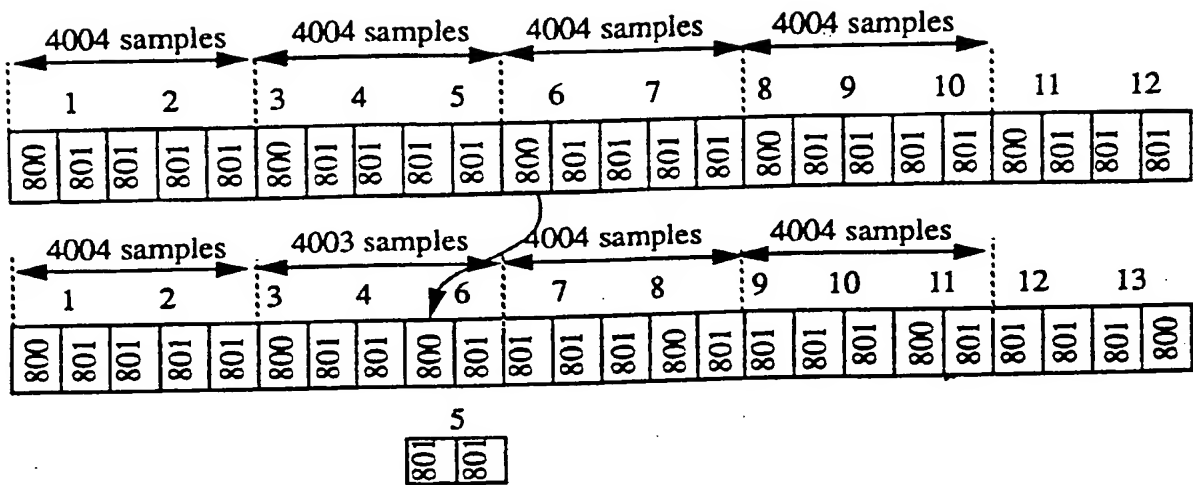 4004 samples 4004 samples 4004 samples 4004 samples
1 2 3 4 5 6 7 8 9 10 11 12
800 801 801 801 801 800 801 801 801 801 800 801 801 801 801 800 801 801 801 801 800 801 801 801
4004 samples 4003 samples 4004 samples 4004 samples
1 2 3 4 6 7 8 9 10 11 12 13
800 801 801 801 801 800 801 801 800 801 801 801 801 800 801 801 801 801 800 801 801 801 801 800
5
801 801